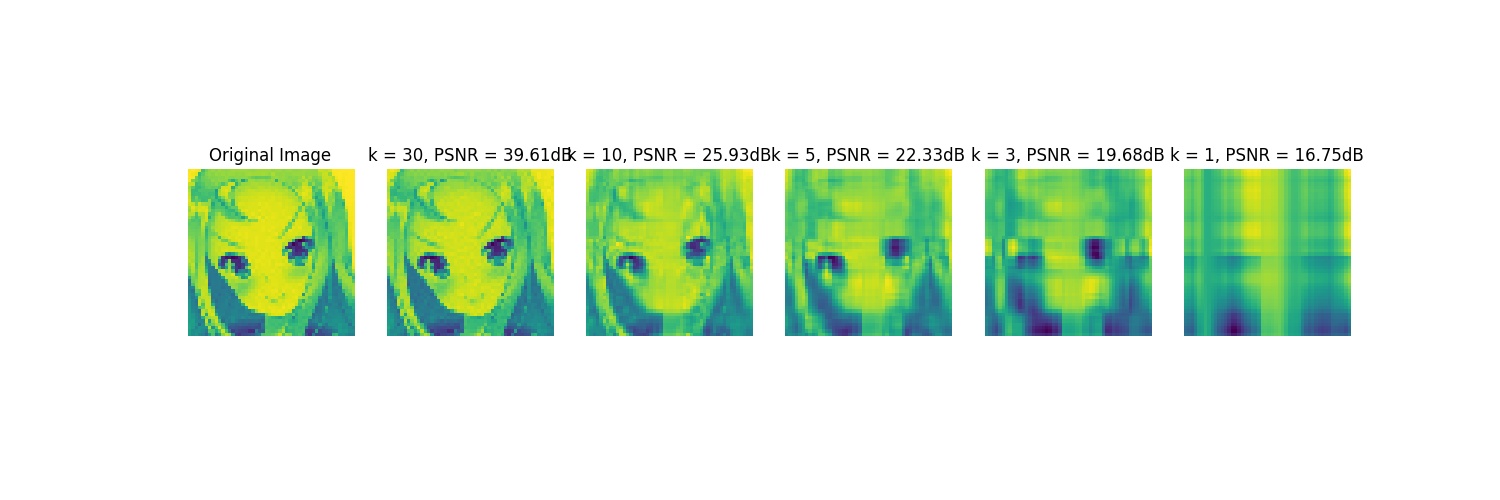 Original Image
k = 30, PSNR = 39.61dB
k = 10, PSNR = 25.93dB
k = 5, PSNR = 22.33dB
k = 3, PSNR = 19.68dB
k = 1, PSNR = 16.75dB